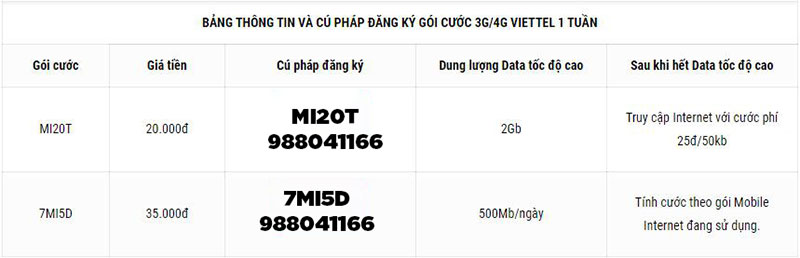 BẢNG THÔNG TIN VÀ CÚ PHÁP ĐĂNG KÝ GÓI CƯỚC 3G/4G VIETTEL 1 TUẦN
Gói cước Giá tiền Cú pháp đăng ký Dung lượng Data tốc độ cao Sau khi hết Data tốc độ cao
MI20T 20.000đ MI20T 988041166 2Gb Truy cập Internet với cước phí
25đ/50kb
7MI5D 35.000đ 7MI5D 988041166 500Mb/ngày Tính cước theo gói Mobile
Internet đang sử dụng.